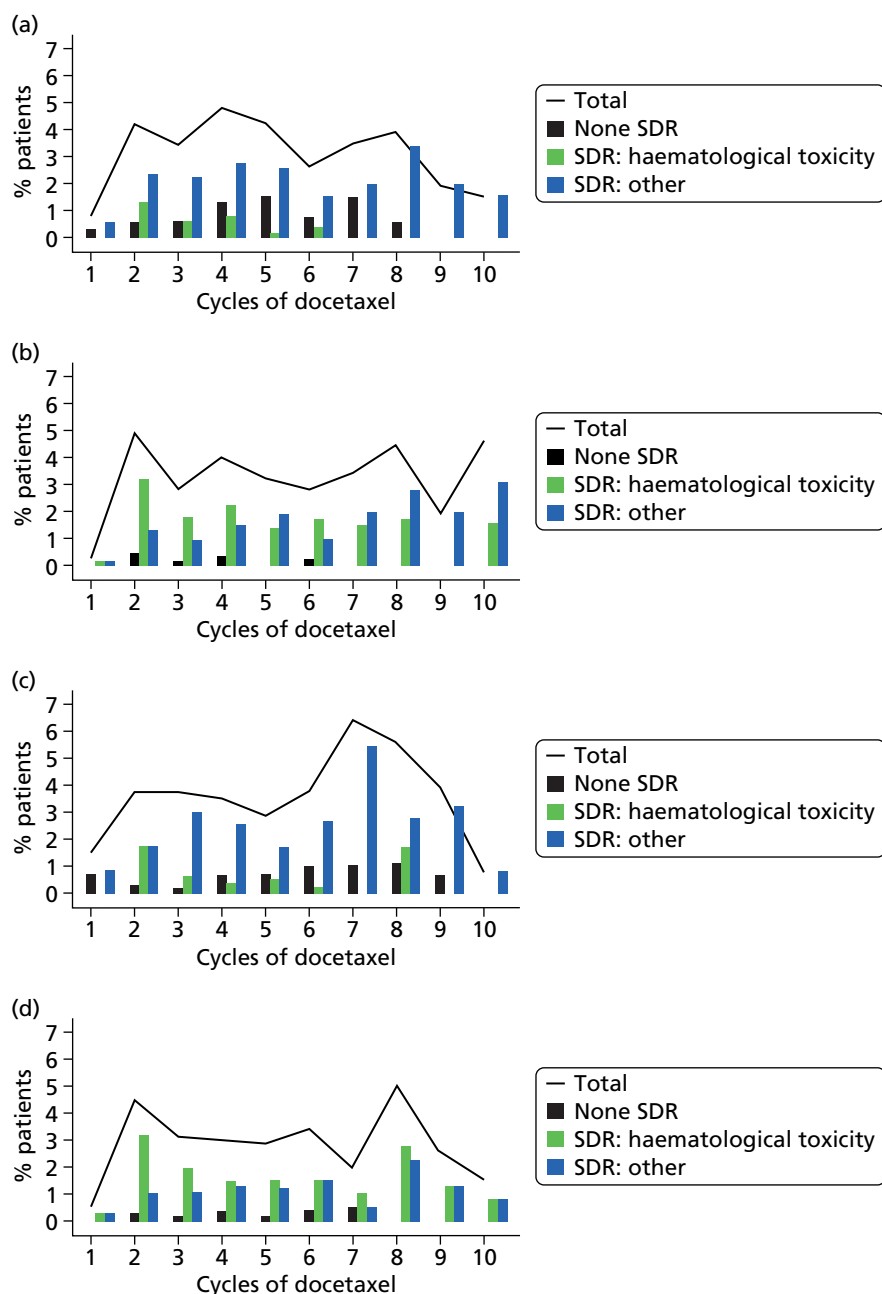 (a)
7
6
5
4
3
2
1
0
% patients
1 2 3 4 5 6 7 8 9 10
Cycles of docetaxel
Total
None SDR
SDR: haematological toxicity
SDR: other
(b)
7
6
5
4
3
2
1
0
% patients
1 2 3 4 5 6 7 8 9 10
Cycles of docetaxel
Total
None SDR
SDR: haematological toxicity
SDR: other
(c)
7
6
5
4
3
2
1
0
% patients
1 2 3 4 5 6 7 8 9 10
Cycles of docetaxel
Total
None SDR
SDR: haematological toxicity
SDR: other
(d)
7
6
5
4
3
2
1
0
% patients
1 2 3 4 5 6 7 8 9 10
Cycles of docetaxel
Total
None SDR
SDR: haematological toxicity
SDR: other